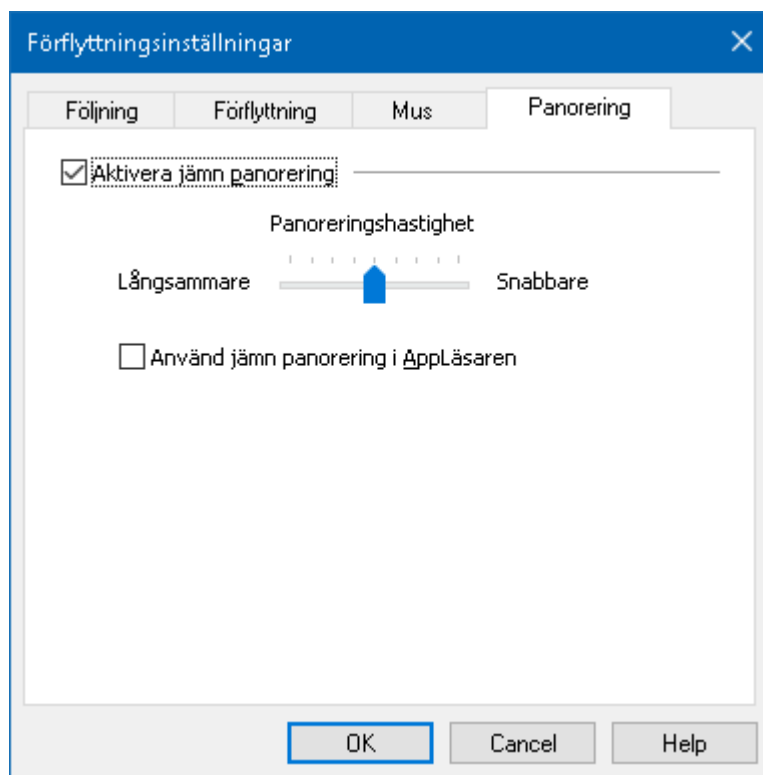 Förflyttningsinställningar
Följning Förflyttning Mus Panorering
Aktivera jämn panorering
Panoreringshastighet
Långsammare Snabbare
Använd jämn panorering i AppLäsaren
OK Cancel Help